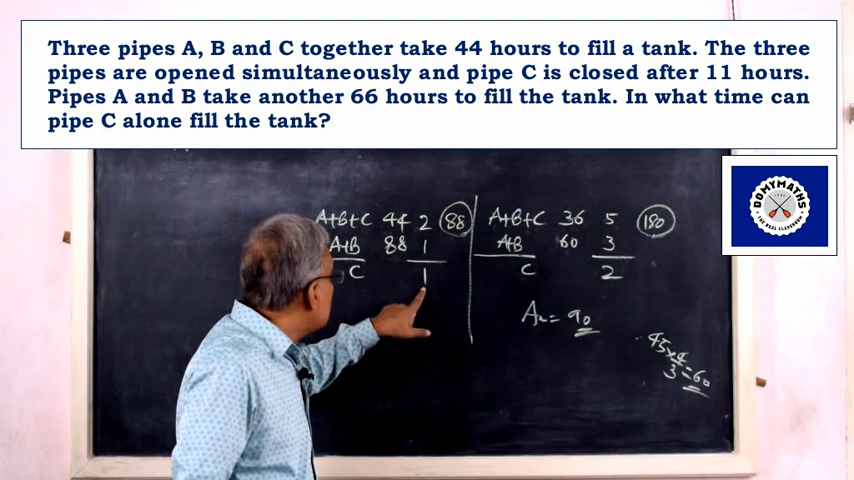 Three pipes A, B and C together take 44 hours to fill a tank. The three
pipes are opened simultaneously and pipe C is closed after 11 hours.
Pipes A and B take another 66 hours to fill the tank. In what time can
pipe C alone fill the tank?
DOMYMATHS
THE REAL CLASSROOM
A+B+C 44 2 88
A+B 88 1
C 1
A+B+C 36 5 180
A+B 60 3
C 2
= 90
45×4
3 = 60